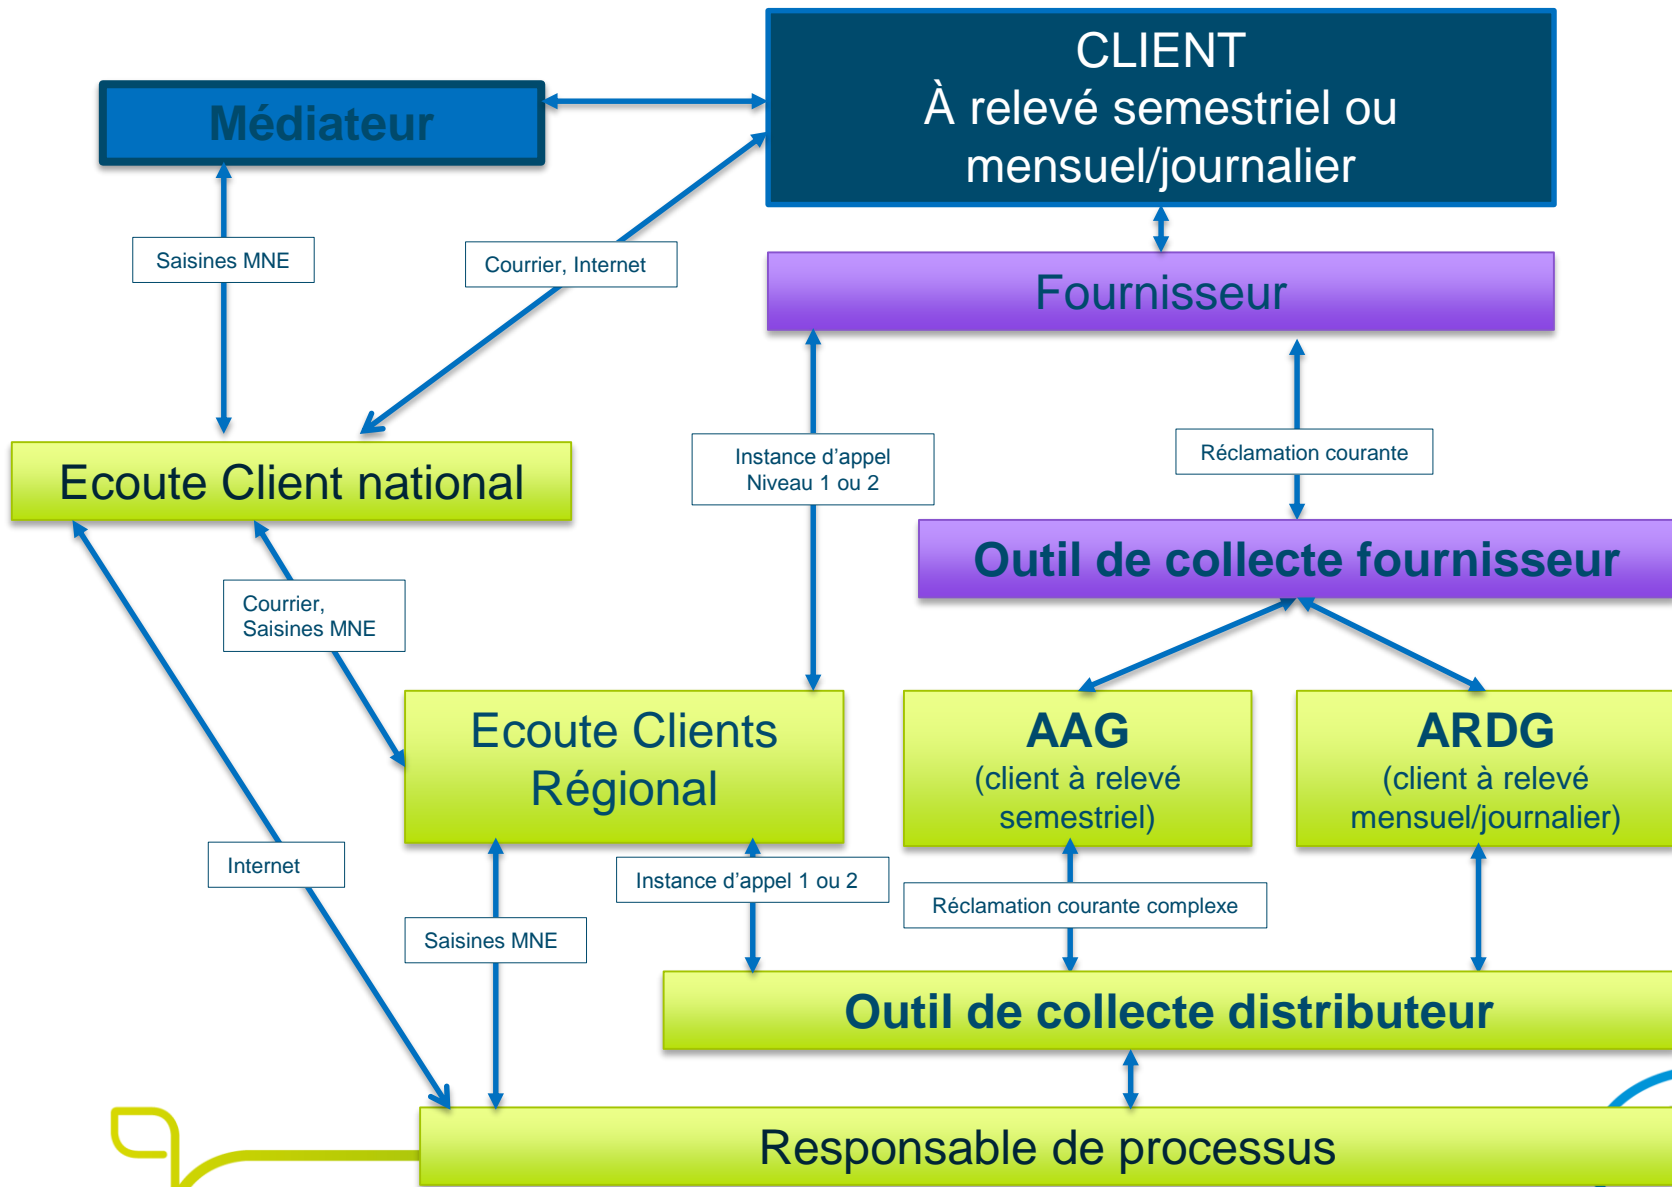 CLIENT
À relevé semestriel ou
mensuel/journalier
Médiateur
Saisines MNE
Courrier, Internet
Fournisseur
Ecoute Client national
Instance d'appel
Niveau 1 ou 2
Réclamation courante
Outil de collecte fournisseur
Courrier,
Saisines MNE
Ecoute Clients
Régional
AAG
(client à relevé
semestriel)
ARDG
(client à relevé
mensuel/journalier)
Internet
Instance d'appel 1 ou 2
Réclamation courante complexe
Saisines MNE
Outil de collecte distributeur
Responsable de processus